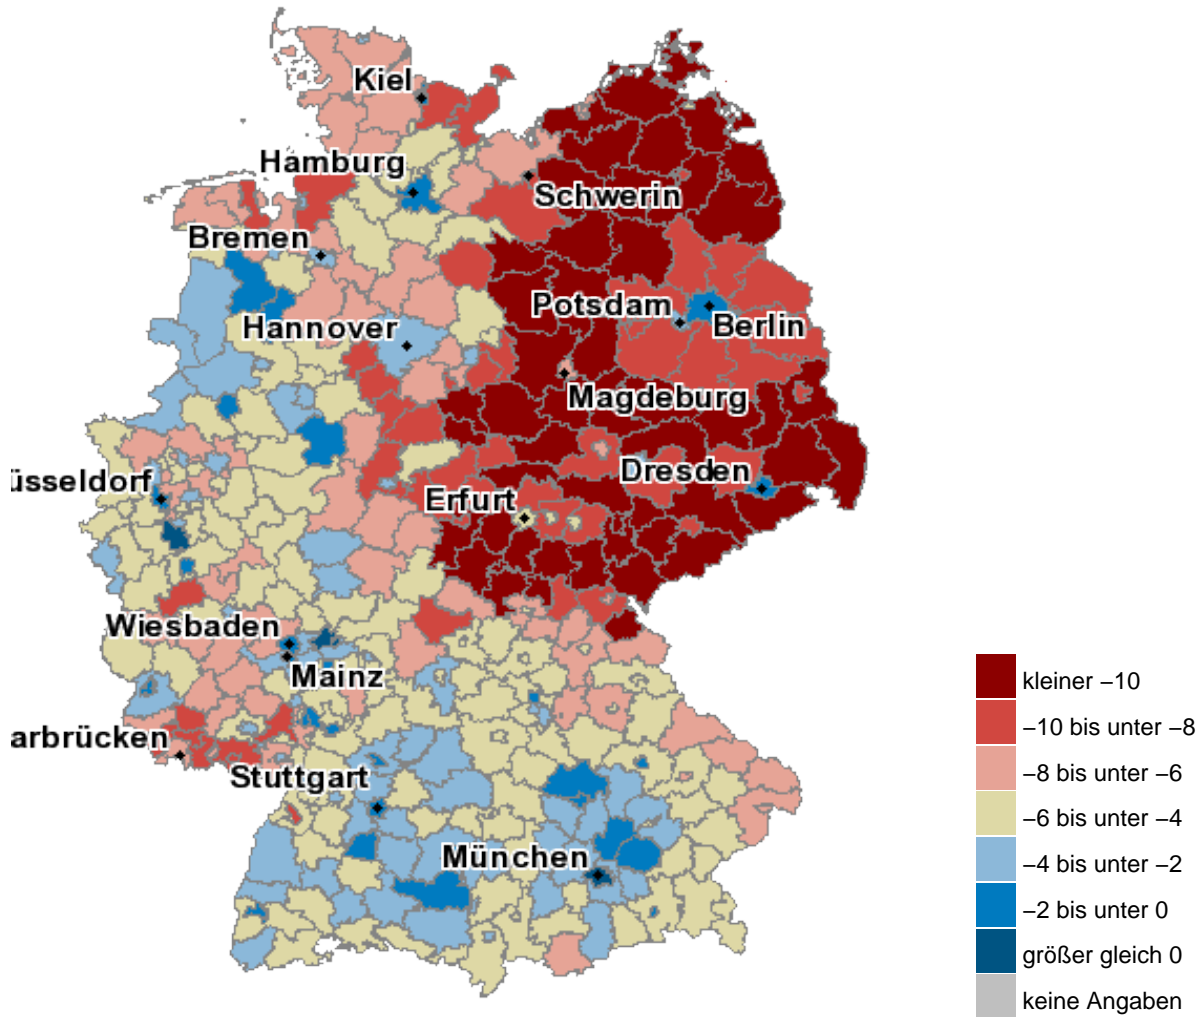 Kiel
Hamburg
Schwerin
Bremen
Potsdam
Berlin
Hannover
Magdeburg
üsseldorf
Dresden
Erfurt
Wiesbaden
Mainz
arbrücken
Stuttgart
München
kleiner −10
−10 bis unter −8
−8 bis unter −6
−6 bis unter −4
−4 bis unter −2
−2 bis unter 0
größer gleich 0
keine Angaben